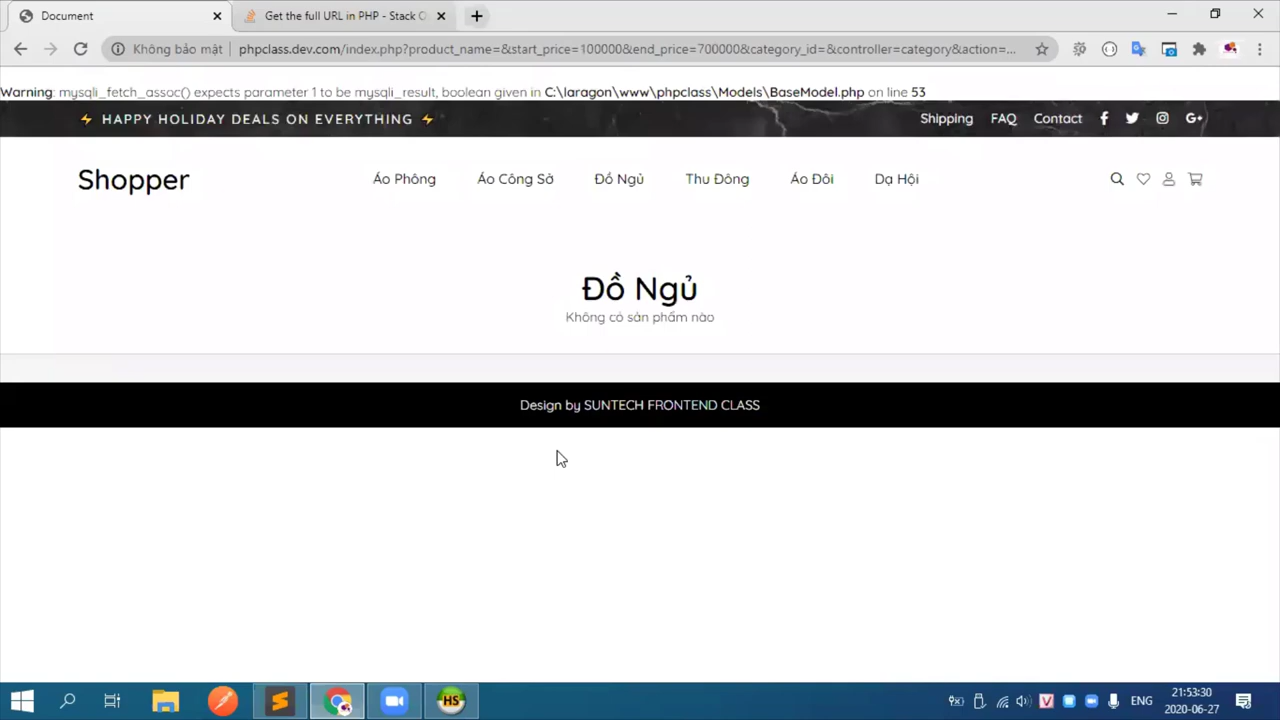 Document
Get the full URL in PHP - Stack O
Không bảo mật
phpclass.dev.com/index.php?product_name=&start_price=100000&end_price=700000&category_id=&controller=category&action=...
Warning: mysqli_fetch_assoc() expects parameter 1 to be mysqli_result, boolean given in C:\laragon\www\phpclass\Models\BaseModel.php on line 53
⚡ HAPPY HOLIDAY DEALS ON EVERYTHING ⚡
Shipping FAQ Contact
Shopper
Áo Phông Áo Công Sở Đồ Ngủ Thu Đông Áo Đôi Dạ Hội
Đồ Ngủ
Không có sản phẩm nào
Design by SUNTECH FRONTEND CLASS
HS
V
ENG
21:53:30
2020-06-27